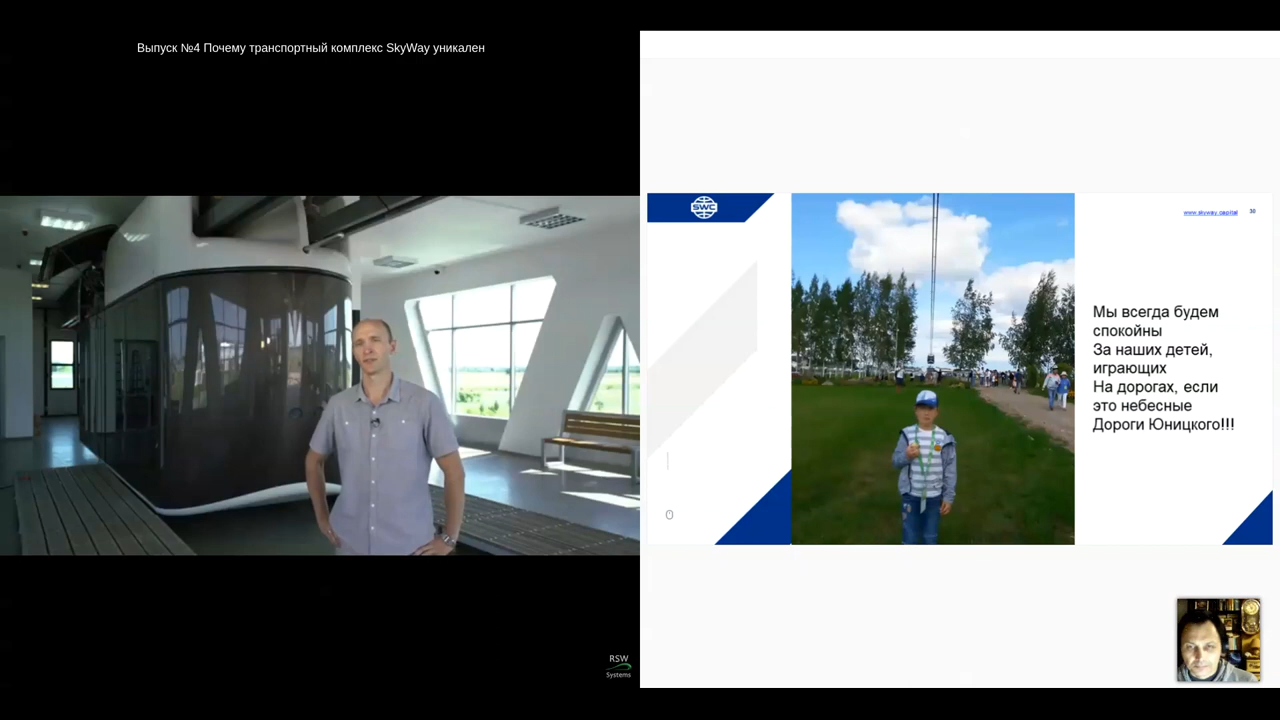 Выпуск №4 Почему транспортный комплекс SkyWay уникален
SWC
www.skyway.capital
30
Мы всегда будем
спокойны
За наших детей,
играющих
На дорогах, если
это небесные
Дороги Юницкого!!!
RSW
Systems